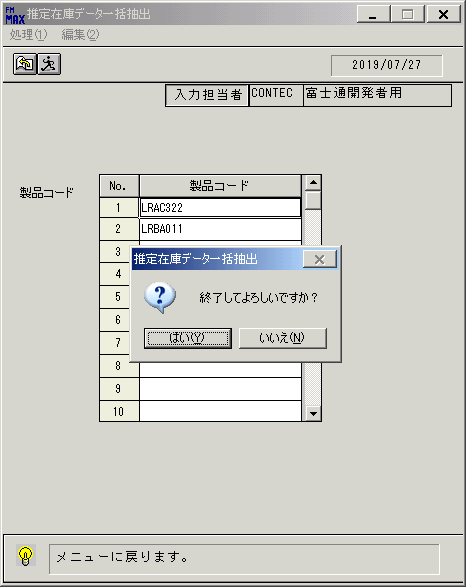 FM MAX 推定在庫データ一括抽出
処理(1) 編集(2)
2019/07/27
入力担当者 CONTEC 富士通開発者用
製品コード
No. 製品コード
1 LRAC322
2 LRBA011
3
推定在庫データ一括抽出
4
5 終了してよろしいですか？
6
7 はい(Y) いいえ(N)
8
9
10
メニューに戻ります。